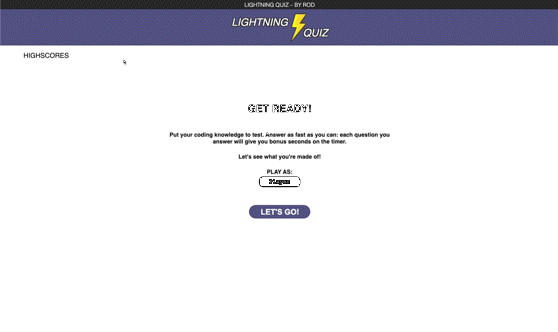 LIGHTNING QUIZ – BY ROD
LIGHTNING
QUIZ
HIGHSCORES
GET READY!
Put your coding knowledge to test. Answer as fast as you can: each question you
answer will give you bonus seconds on the timer.
Let's see what you're made of!
PLAY AS:
LET'S GO!